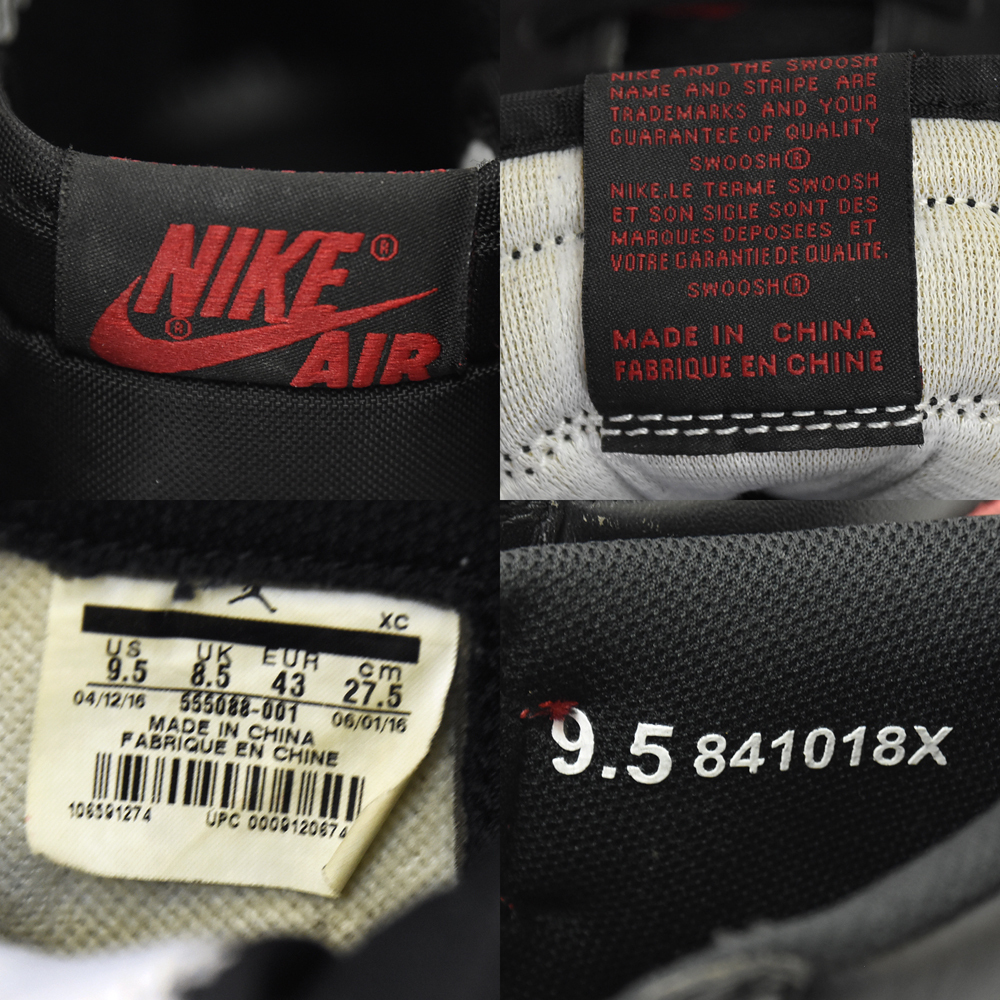 NIKE®
®
AIR
NIKE AND THE SWOOSH
NAME AND STRIPE ARE
TRADEMARKS AND YOUR
GUARANTEE OF QUALITY
SWOOSH®
NIKE,LE TERME SWOOSH
ET SON SIGLE SONT DES
MARQUES DEPOSEES ET
VOTRE GARANTIE DE QUALITE.
SWOOSH®
MADE IN CHINA
FABRIQUE EN CHINE
XC
US UK EUR cm
9.5 8.5 43 27.5
04/12/16 555088-001 06/01/16
MADE IN CHINA
FABRIQUE EN CHINE
UPC 0009120674
9.5 841018X